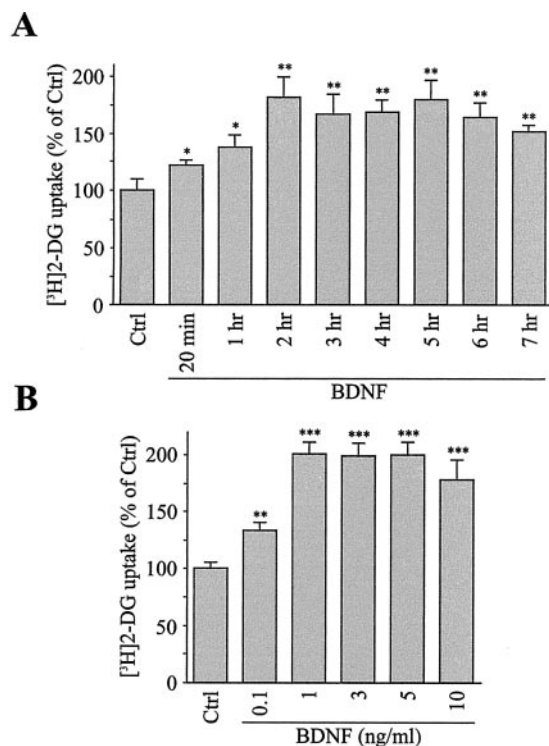 A
[³H]2-DG uptake (% of Ctrl)
200
150
100
50
0
* * ** ** ** ** ** **
Ctrl
20 min
1 hr
2 hr
3 hr
4 hr
5 hr
6 hr
7 hr
BDNF
B
[³H]2-DG uptake (% of Ctrl)
200
150
100
50
0
** *** *** *** ***
Ctrl
0.1
1
3
5
10
BDNF (ng/ml)